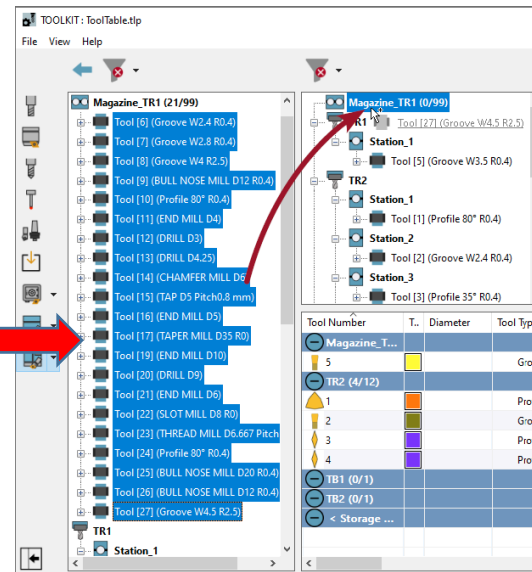 TOOLKIT : ToolTable.tlp
File View Help
Magazine_TR1 (21/99)
Tool [6] (Groove W2.4 R0.4)
Tool [7] (Groove W2.8 R0.4)
Tool [8] (Groove W4 R2.5)
Tool [9] (BULL NOSE MILL D12 R0.4)
Tool [10] (Profile 80° R0.4)
Tool [11] (END MILL D4)
Tool [12] (DRILL D3)
Tool [13] (DRILL D4.25)
Tool [14] (CHAMFER MILL D6
Tool [15] (TAP D5 Pitch0.8 mm)
Tool [16] (END MILL D5)
Tool [17] (TAPER MILL D35 R0)
Tool [19] (END MILL D10)
Tool [20] (DRILL D9)
Tool [21] (END MILL D6)
Tool [22] (SLOT MILL D8 R0)
Tool [23] (THREAD MILL D6.667 Pitch
Tool [24] (Profile 80° R0.4)
Tool [25] (BULL NOSE MILL D20 R0.4)
Tool [26] (BULL NOSE MILL D12 R0.4)
Tool [27] (Groove W4.5 R2.5)
TR1
Station_1
Magazine_TR1 (0/99)
TR1 Tool [27] (Groove W4.5 R2.5)
Station_1
Tool [5] (Groove W3.5 R0.4)
TR2
Station_1
Tool [1] (Profile 80° R0.4)
Station_2
Tool [2] (Groove W2.4 R0.4)
Station_3
Tool [3] (Profile 35° R0.4)
Tool Number T.. Diameter Tool Typ
Magazine_T...
5 Gro
TR2 (4/12)
1 Pro
2 Gro
3 Pro
4 Pro
TB1 (0/1)
TB2 (0/1)
< Storage ...